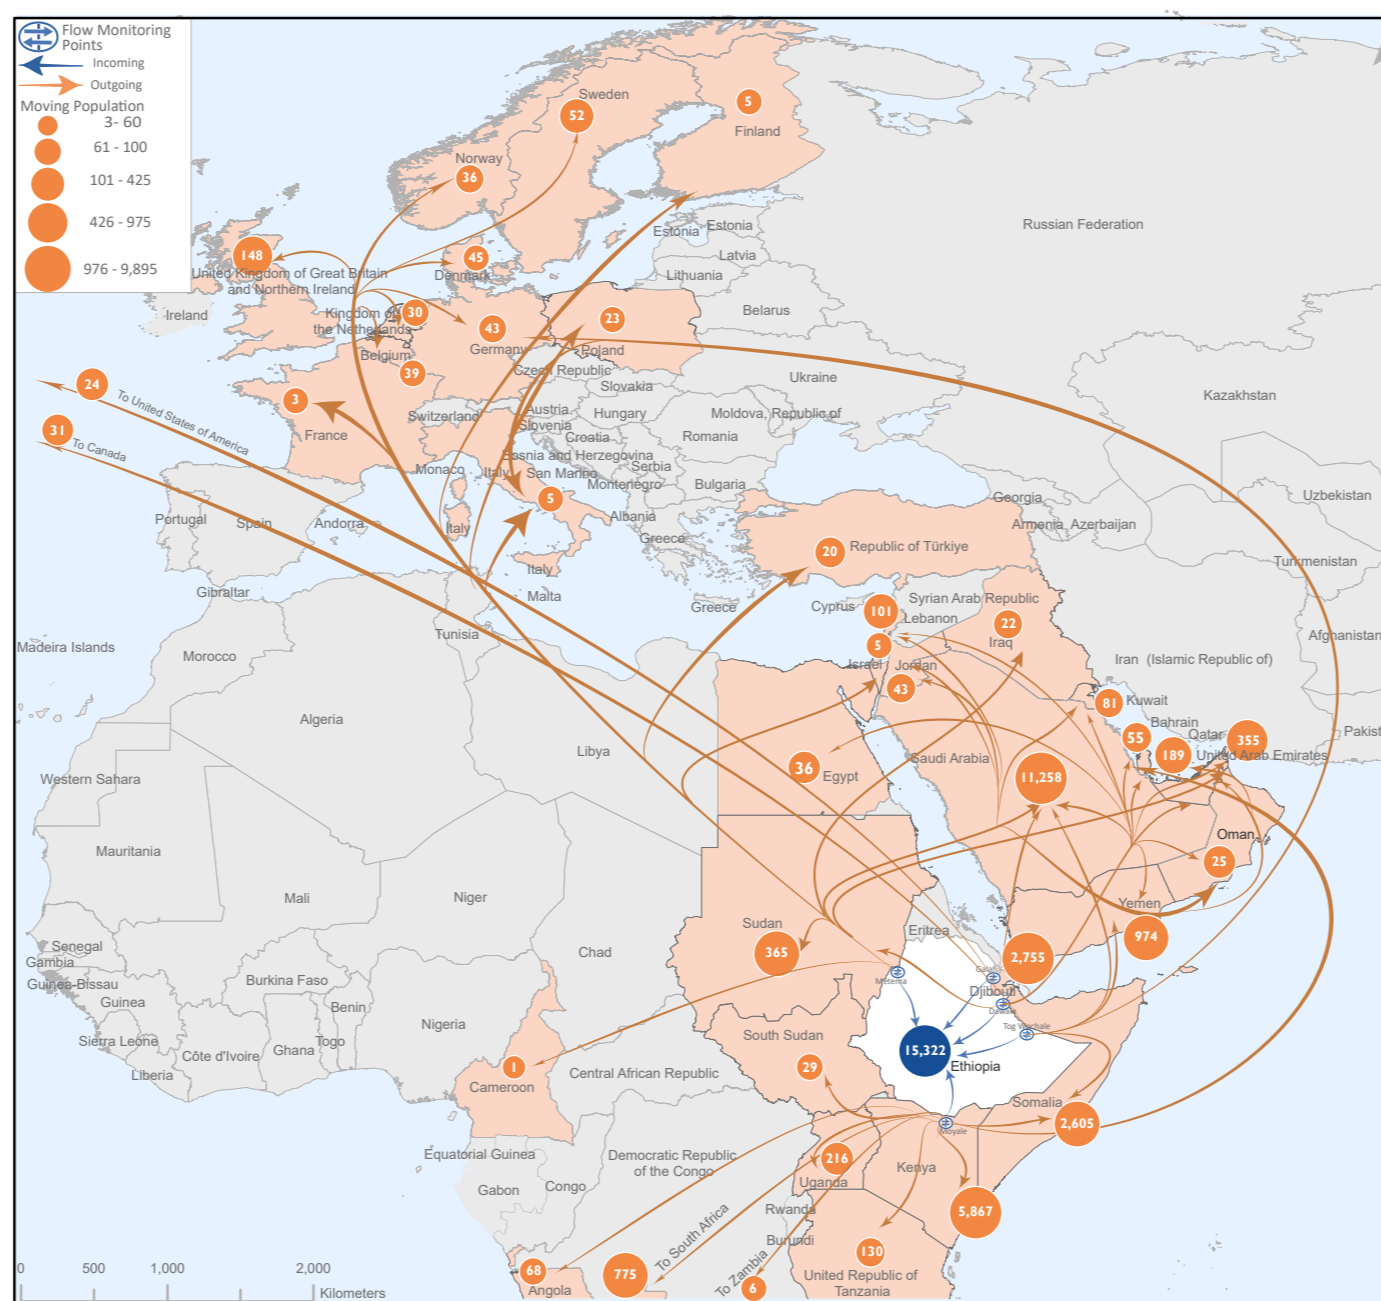 Flow Monitoring
Points
Incoming
Outgoing
Moving Population
3- 60
61 - 100
101 - 425
426 - 975
976 - 9,895
Sweden
52
5
Finland
Norway
36
Russian Federation
Estonia
Estonia
Latvia
Lithuania
148
45
Denmark
United Kingdom of Great Britain
and Northern Ireland
Ireland
Belarus
30
Kingdom of
the Netherlands
43
Germany
23
Poland
Belgium
39
Czech Republic
Ukraine
Slovakia
24
To United States of America
3
France
Kazakhstan
Switzerland
Austria
Slovenia
Hungary
Moldova, Republic of
31
To Canada
Croatia
Romania
Bosnia and Herzegovina
Monaco
Italy
San Marino
Serbia
Montenegro
Bulgaria
Georgia
Uzbekistan
5
Portugal
Spain
Andorra
Italy
Albania
Armenia
Azerbaijan
Greece
20
Republic of Türkiye
Turkmenistan
Italy
Gibraltar
Malta
Greece
Cyprus
101
Syrian Arab Republic
Lebanon
22
Iraq
Afghanistan
Madeira Islands
Tunisia
Morocco
5
Israel
Jordan
43
Iran (Islamic Republic of)
81
Kuwait
Algeria
Bahrain
55
Qatar
355
Pakist
189
United Arab Emirates
Libya
Saudi Arabia
11,258
36
Egypt
Western Sahara
Mauritania
Oman
25
Mali
Niger
Yemen
974
Sudan
365
Eritrea
Chad
2,755
Senegal
Gambia
Guinea-Bissau
Guinea
Burkina Faso
Benin
Galafi
Metema
Djibouti
Dewale
Tog Wochale
Nigeria
Togo
Ghana
Côte d'Ivoire
Sierra Leone
Liberia
South Sudan
29
15,322
Ethiopia
1
Cameroon
Central African Republic
Somalia
2,605
Moyale
Equatorial Guinea
Democratic Republic
of the Congo
216
Uganda
Kenya
Gabon
Congo
5,867
Rwanda
To South Africa
Burundi
130
United Republic of
Tanzania
68
Angola
775
To Zambia
6
0
500
1,000
2,000
Kilometers